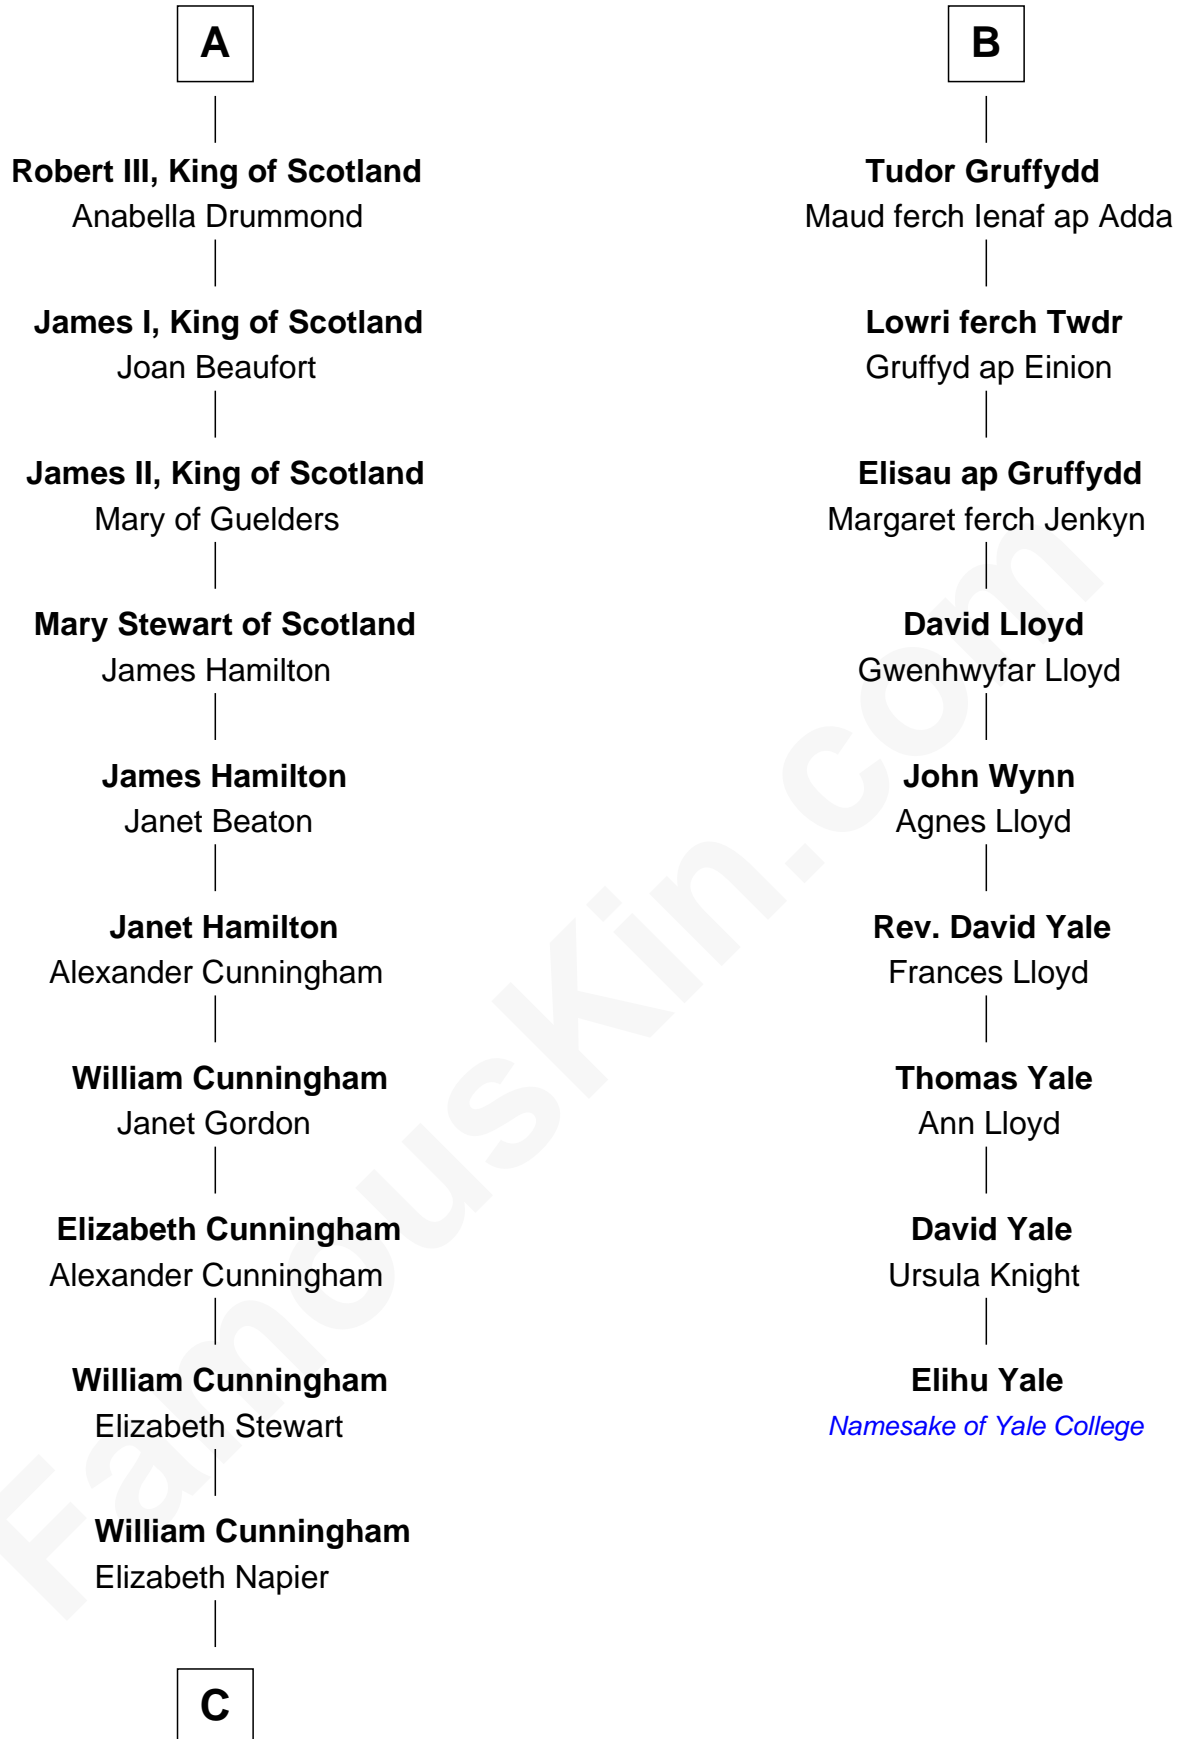 A
Robert III, King of Scotland
Anabella Drummond
James I, King of Scotland
Joan Beaufort
James II, King of Scotland
Mary of Guelders
Mary Stewart of Scotland
James Hamilton
James Hamilton
Janet Beaton
Janet Hamilton
Alexander Cunningham
William Cunningham
Janet Gordon
Elizabeth Cunningham
Alexander Cunningham
William Cunningham
Elizabeth Stewart
William Cunningham
Elizabeth Napier
C
B
Tudor Gruffydd
Maud ferch Ienaf ap Adda
Lowri ferch Twdr
Gruffyd ap Einion
Elisau ap Gruffydd
Margaret ferch Jenkyn
David Lloyd
Gwenhwyfar Lloyd
John Wynn
Agnes Lloyd
Rev. David Yale
Frances Lloyd
Thomas Yale
Ann Lloyd
David Yale
Ursula Knight
Elihu Yale
Namesake of Yale College
FamousKin.com